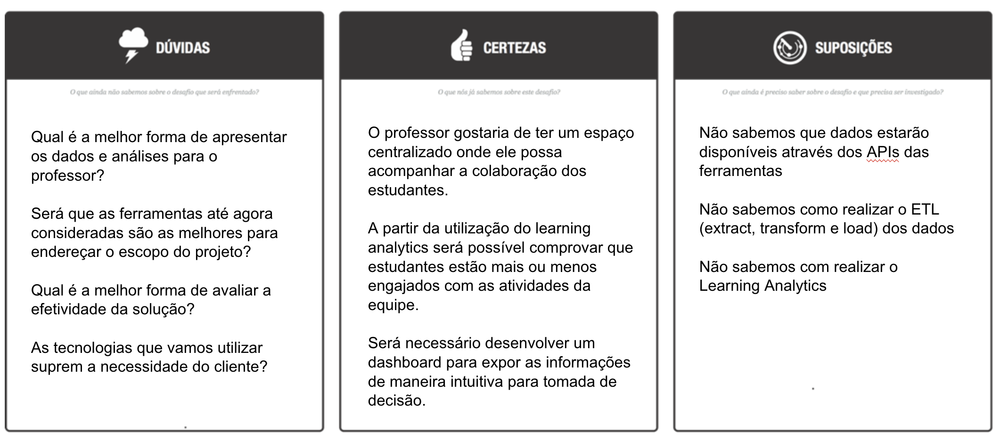 DÚVIDAS
O que ainda não sabemos sobre o desafio que será enfrentado?
Qual é a melhor forma de apresentar
os dados e análises para o
professor?
Será que as ferramentas até agora
consideradas são as melhores para
endereçar o escopo do projeto?
Qual é a melhor forma de avaliar a
efetividade da solução?
As tecnologias que vamos utilizar
suprem a necessidade do cliente?
CERTEZAS
O que nós já sabemos sobre este desafio?
O professor gostaria de ter um espaço
centralizado onde ele possa
acompanhar a colaboração dos
estudantes.
A partir da utilização do learning
analytics será possível comprovar que
estudantes estão mais ou menos
engajados com as atividades da
equipe.
Será necessário desenvolver um
dashboard para expor as informações
de maneira intuitiva para tomada de
decisão.
SUPOSIÇÕES
O que ainda é preciso saber sobre o desafio e que precisa ser investigado?
Não sabemos que dados estarão
disponíveis através dos APIs das
ferramentas
Não sabemos como realizar o ETL
(extract, transform e load) dos dados
Não sabemos com realizar o
Learning Analytics